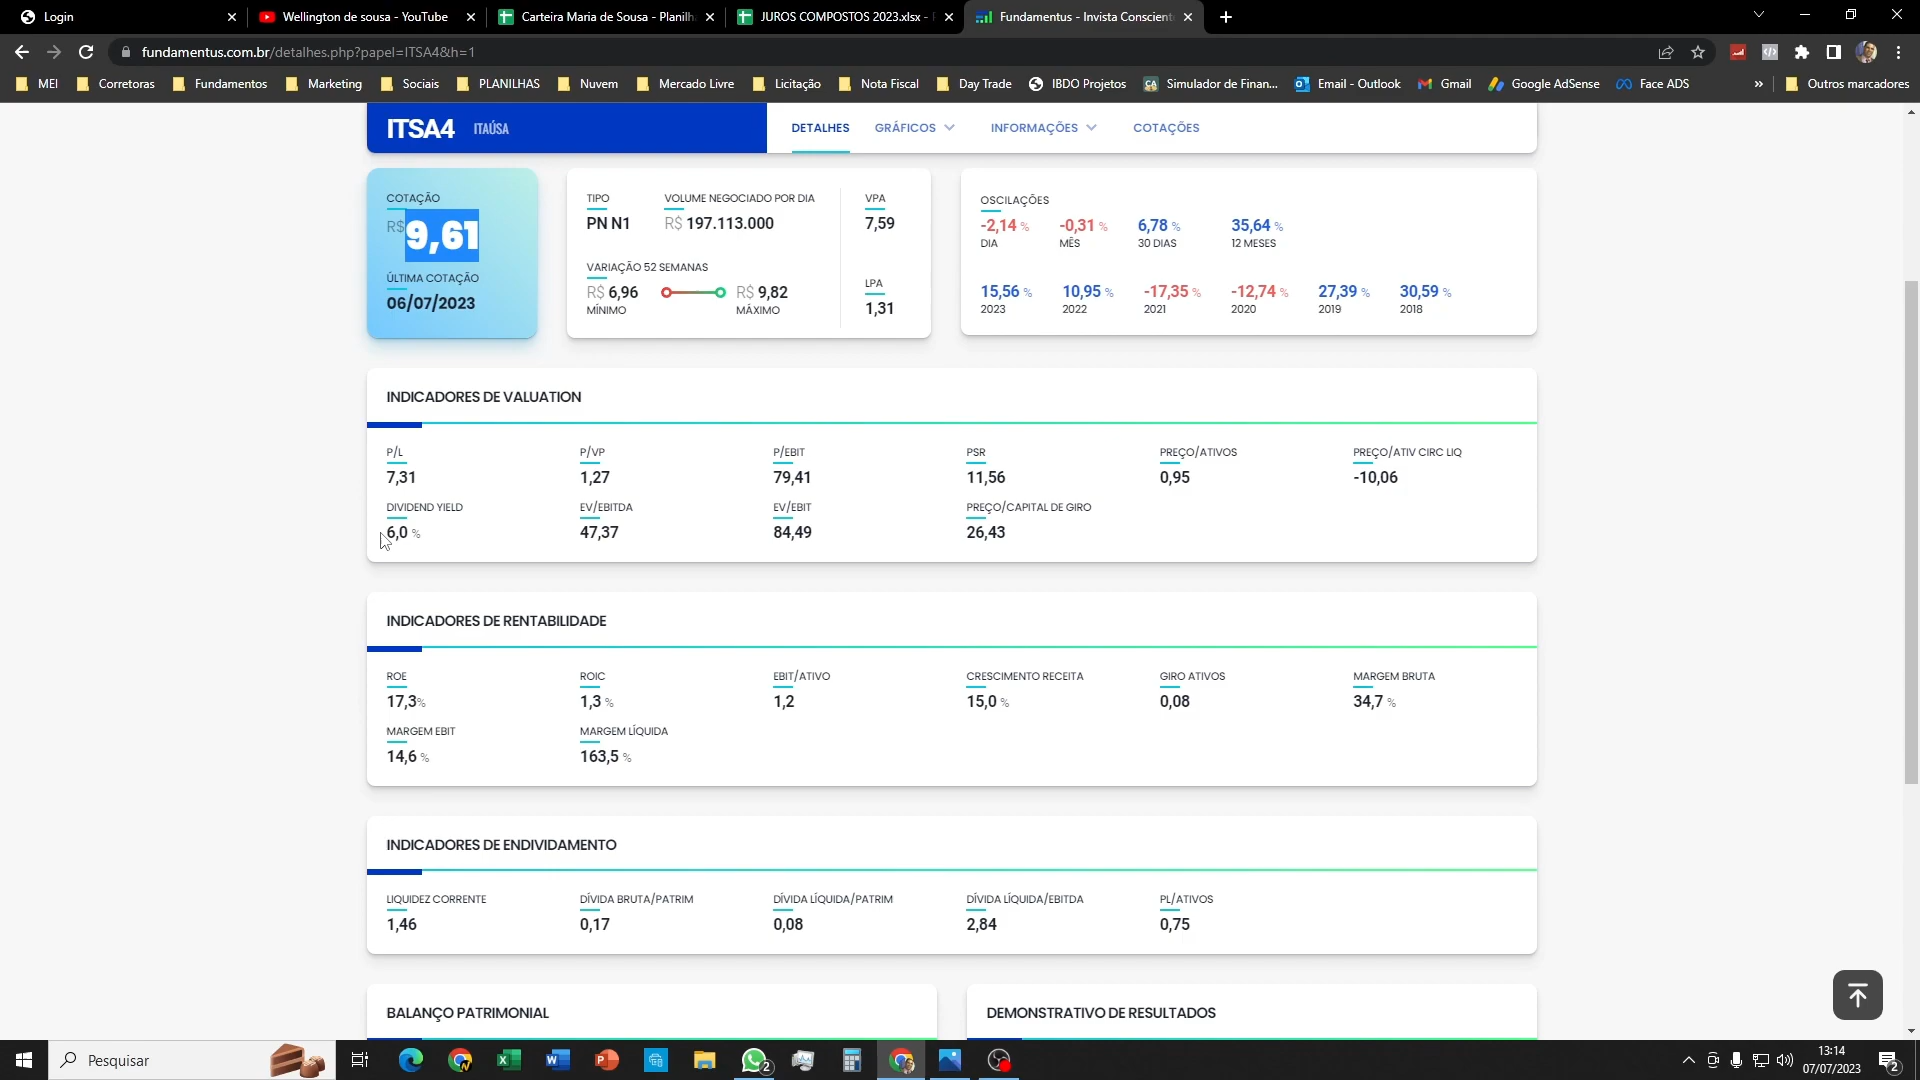 Login
Wellington de sousa - YouTube
Carteira Maria de Sousa - Planilh
JUROS COMPOSTOS 2023.xlsx -
Fundamentus - Invista Conscient
fundamentus.com.br/detalhes.php?papel=ITSA4&h=1
MEI Corretoras Fundamentos Marketing Sociais PLANILHAS Nuvem Mercado Livre Licitação Nota Fiscal Day Trade IBDO Projetos Simulador de Finan... Email - Outlook Gmail Google AdSense Face ADS » Outros marcadores
ITSA4 ITAÚSA DETALHES GRÁFICOS INFORMAÇÕES COTAÇÕES
COTAÇÃO
R$ 9,61
ÚLTIMA COTAÇÃO
06/07/2023
TIPO VOLUME NEGOCIADO POR DIA VPA
PN N1 R$ 197.113.000 7,59
VARIAÇÃO 52 SEMANAS LPA
R$ 6,96 R$ 9,82 1,31
MÍNIMO MÁXIMO
OSCILAÇÕES
-2,14 % -0,31 % 6,78 % 35,64 %
DIA MÊS 30 DIAS 12 MESES
15,56 % 10,95 % -17,35 % -12,74 % 27,39 % 30,59 %
2023 2022 2021 2020 2019 2018
INDICADORES DE VALUATION
P/L P/VP P/EBIT PSR PREÇO/ATIVOS PREÇO/ATIV CIRC LIQ
7,31 1,27 79,41 11,56 0,95 -10,06
DIVIDEND YIELD EV/EBITDA EV/EBIT PREÇO/CAPITAL DE GIRO
6,0 % 47,37 84,49 26,43
INDICADORES DE RENTABILIDADE
ROE ROIC EBIT/ATIVO CRESCIMENTO RECEITA GIRO ATIVOS MARGEM BRUTA
17,3% 1,3 % 1,2 15,0 % 0,08 34,7 %
MARGEM EBIT MARGEM LÍQUIDA
14,6 % 163,5 %
INDICADORES DE ENDIVIDAMENTO
LIQUIDEZ CORRENTE DÍVIDA BRUTA/PATRIM DÍVIDA LÍQUIDA/PATRIM DÍVIDA LÍQUIDA/EBITDA PL/ATIVOS
1,46 0,17 0,08 2,84 0,75
BALANÇO PATRIMONIAL DEMONSTRATIVO DE RESULTADOS
Pesquisar
2
13:14
07/07/2023
2